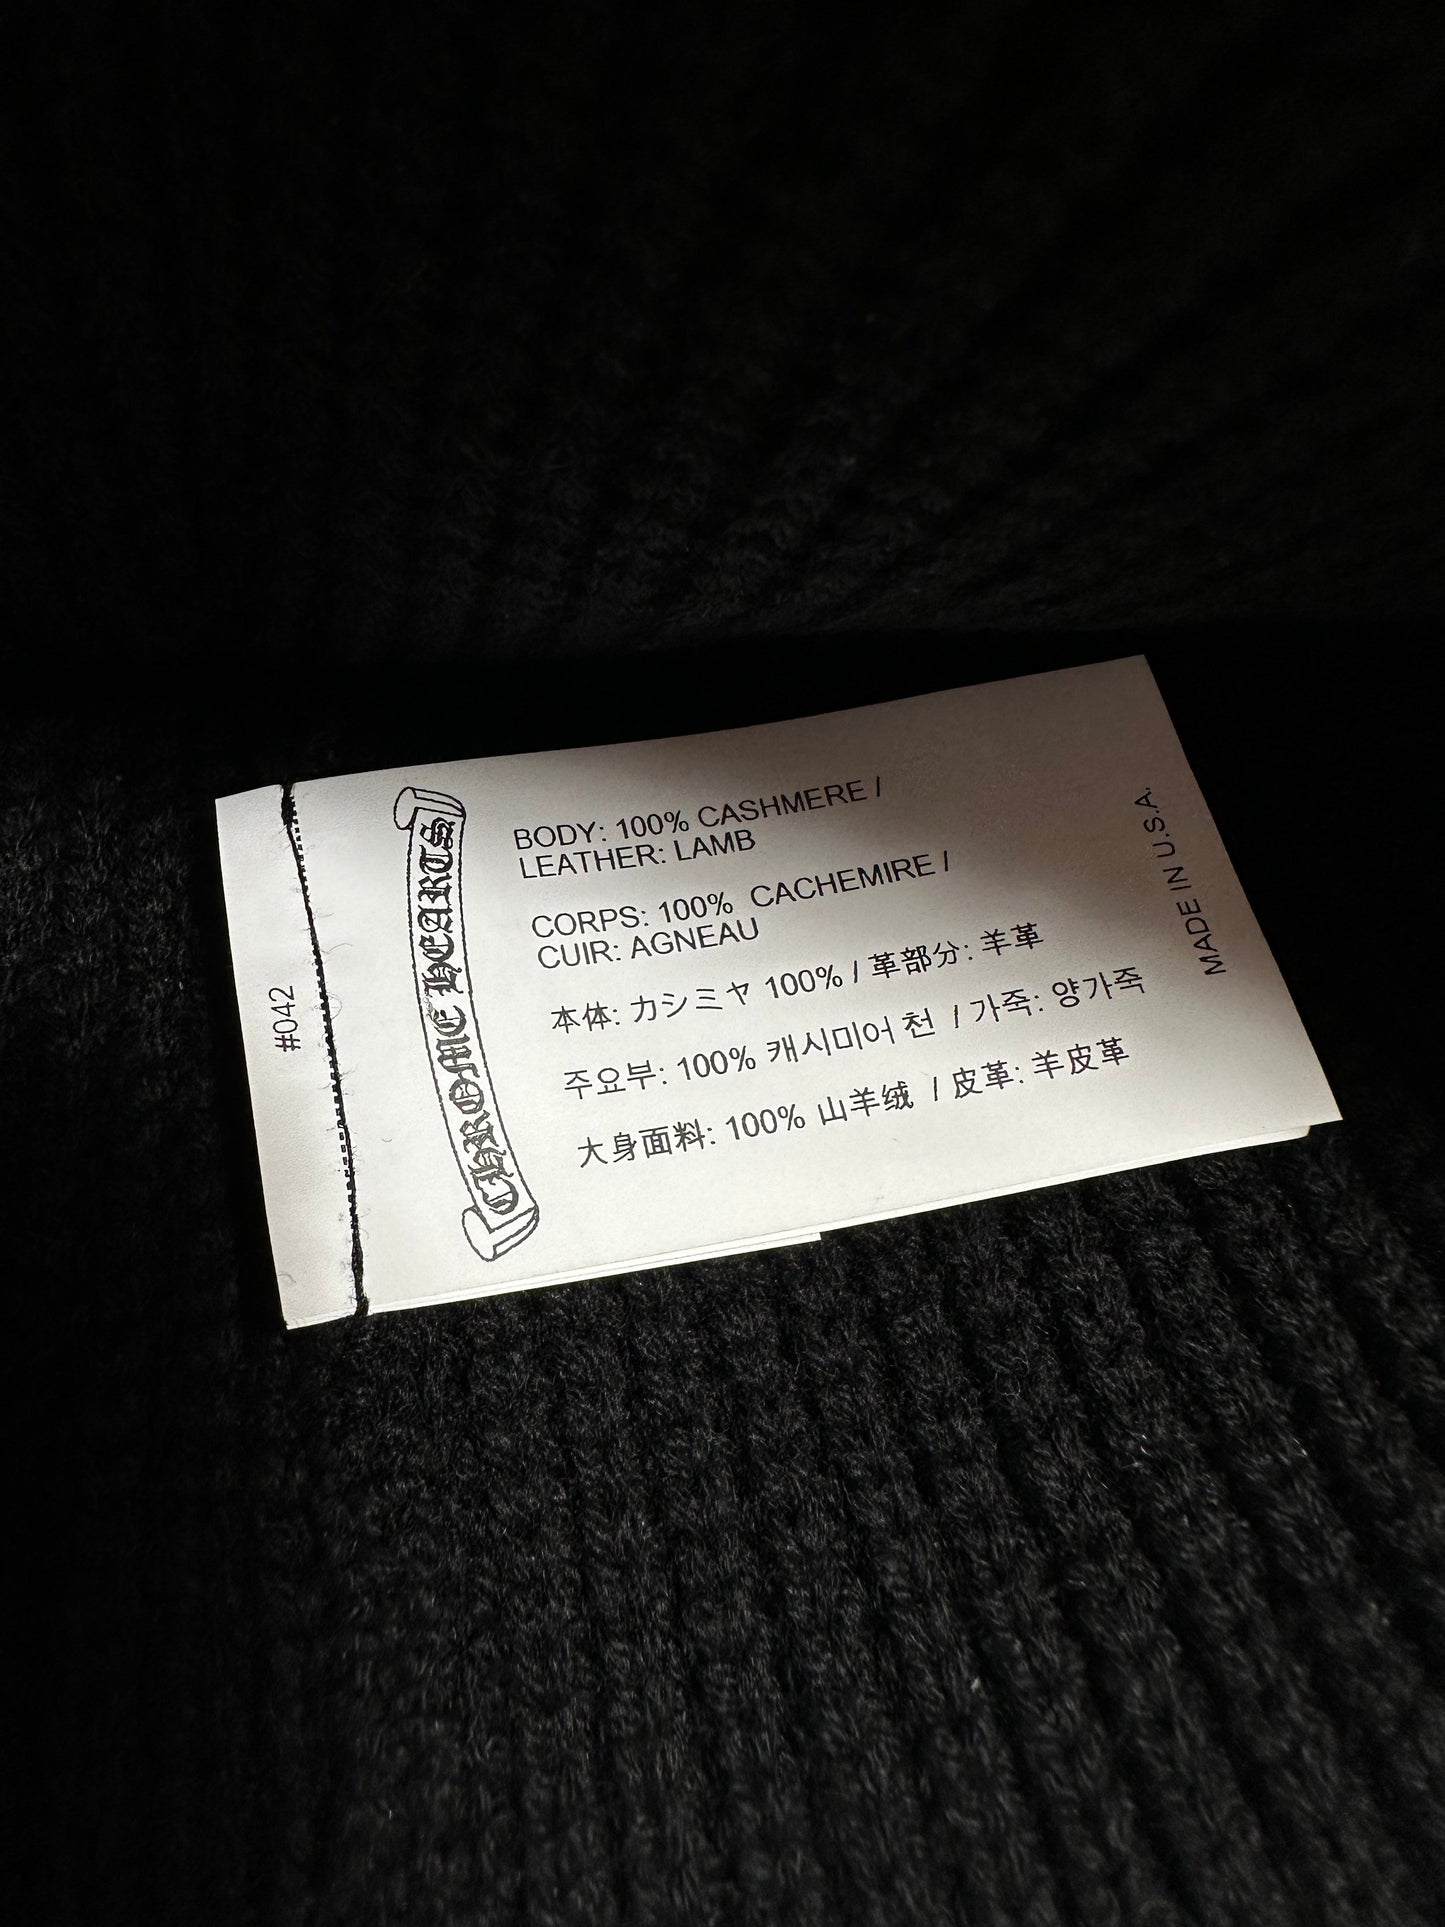 #042
CHROME HEARTS
BODY: 100% CASHMERE /
LEATHER: LAMB
CORPS: 100% CACHEMIRE /
CUIR: AGNEAU
本体: カシミヤ 100% / 革部分: 羊革
주요부: 100% 캐시미어 천 / 가죽: 양가죽
大身面料: 100% 山羊绒 / 皮革: 羊皮革
MADE IN U.S.A.